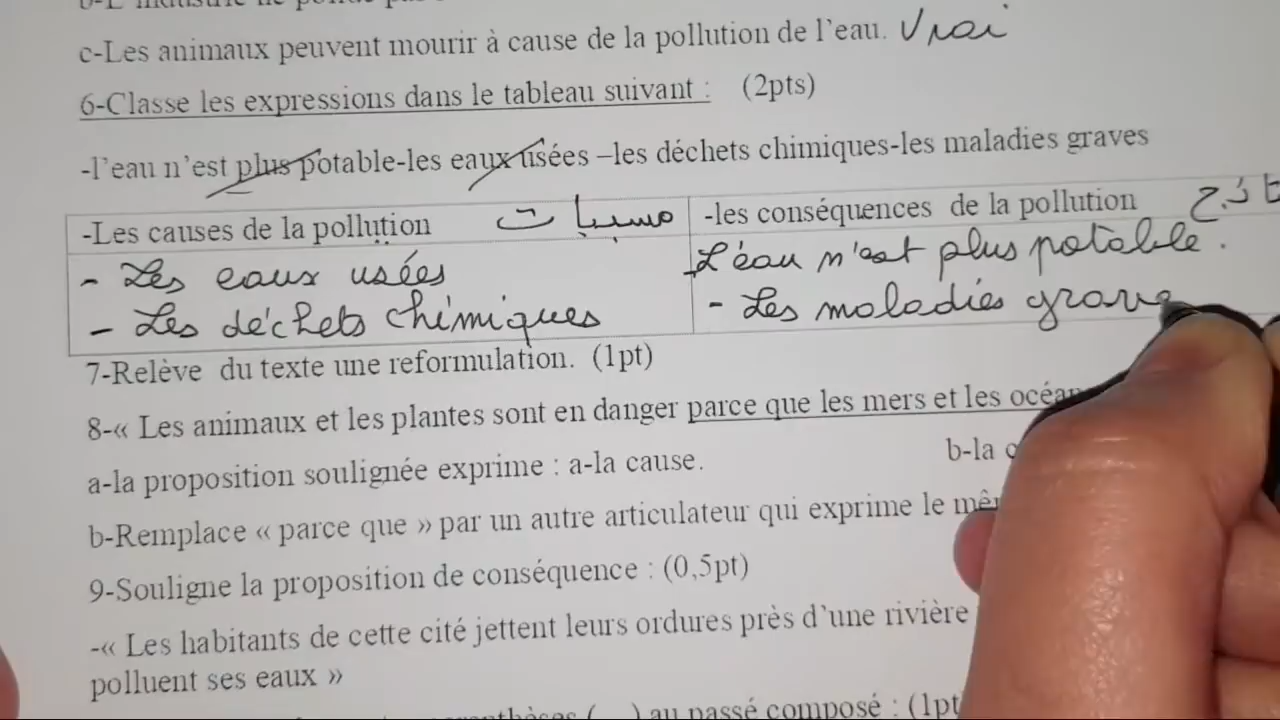 c-Les animaux peuvent mourir à cause de la pollution de l'eau. Vrai
6-Classe les expressions dans le tableau suivant : (2pts)
-l'eau n'est plus potable-les eaux usées –les déchets chimiques-les maladies graves
-Les causes de la pollution مسببات
-les conséquences de la pollution
- Les eaux usées
L'eau n'est plus potable.
- Les déchets chimiques
- Les maladies grave
7-Relève du texte une reformulation. (1pt)
8-« Les animaux et les plantes sont en danger parce que les mers et les
a-la proposition soulignée exprime : a-la cause. b-la
b-Remplace « parce que » par un autre articulateur qui exprime le
9-Souligne la proposition de conséquence : (0,5pt)
-« Les habitants de cette cité jettent leurs ordures près d'une rivière
polluent ses eaux »
au passé composé : (1pt